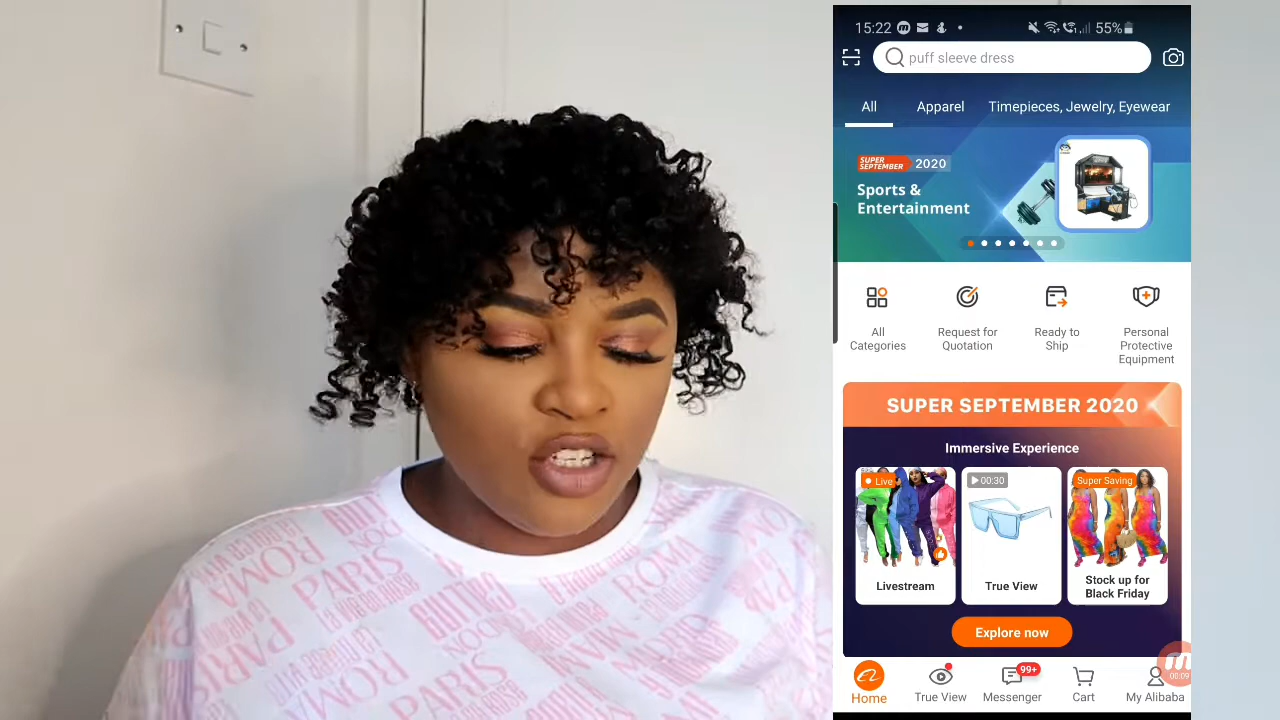 15:22
55%
puff sleeve dress
All
Apparel
Timepieces, Jewelry, Eyewear
SUPER
SEPTEMBER
2020
Sports &
Entertainment
All
Categories
Request for
Quotation
Ready to
Ship
Personal
Protective
Equipment
SUPER SEPTEMBER 2020
Immersive Experience
Live
00:30
Super Saving
Livestream
True View
Stock up for
Black Friday
Explore now
99+
00:09
Home
True View
Messenger
Cart
My Alibaba
ROMA
PARIS